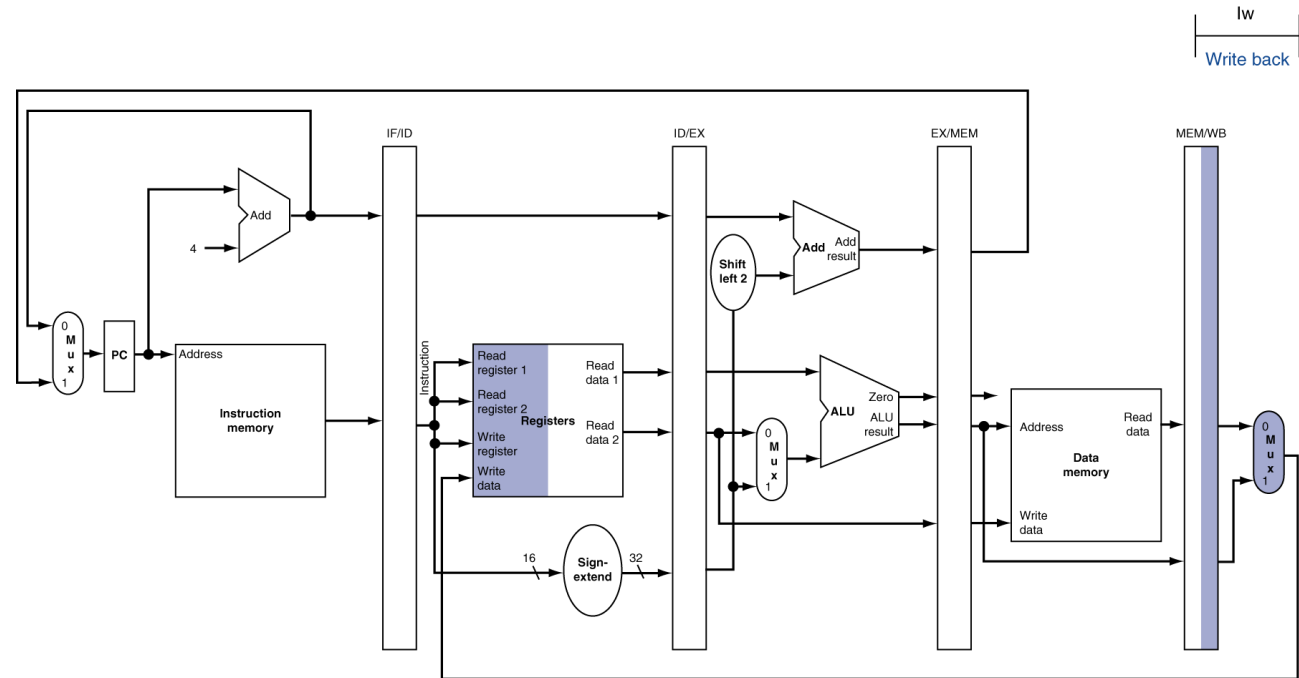 lw
Write back
IF/ID
ID/EX
EX/MEM
MEM/WB
Add
4
Add
Add
result
Shift
left 2
0
M
u
x
1
PC
Address
Instruction
memory
Instruction
Read
register 1
Read
register 2
Registers
Write
register
Write
data
Read
data 1
Read
data 2
16
Sign-
extend
32
0
M
u
x
1
ALU
Zero
ALU
result
Address
Read
data
Data
memory
Write
data
0
M
u
x
1